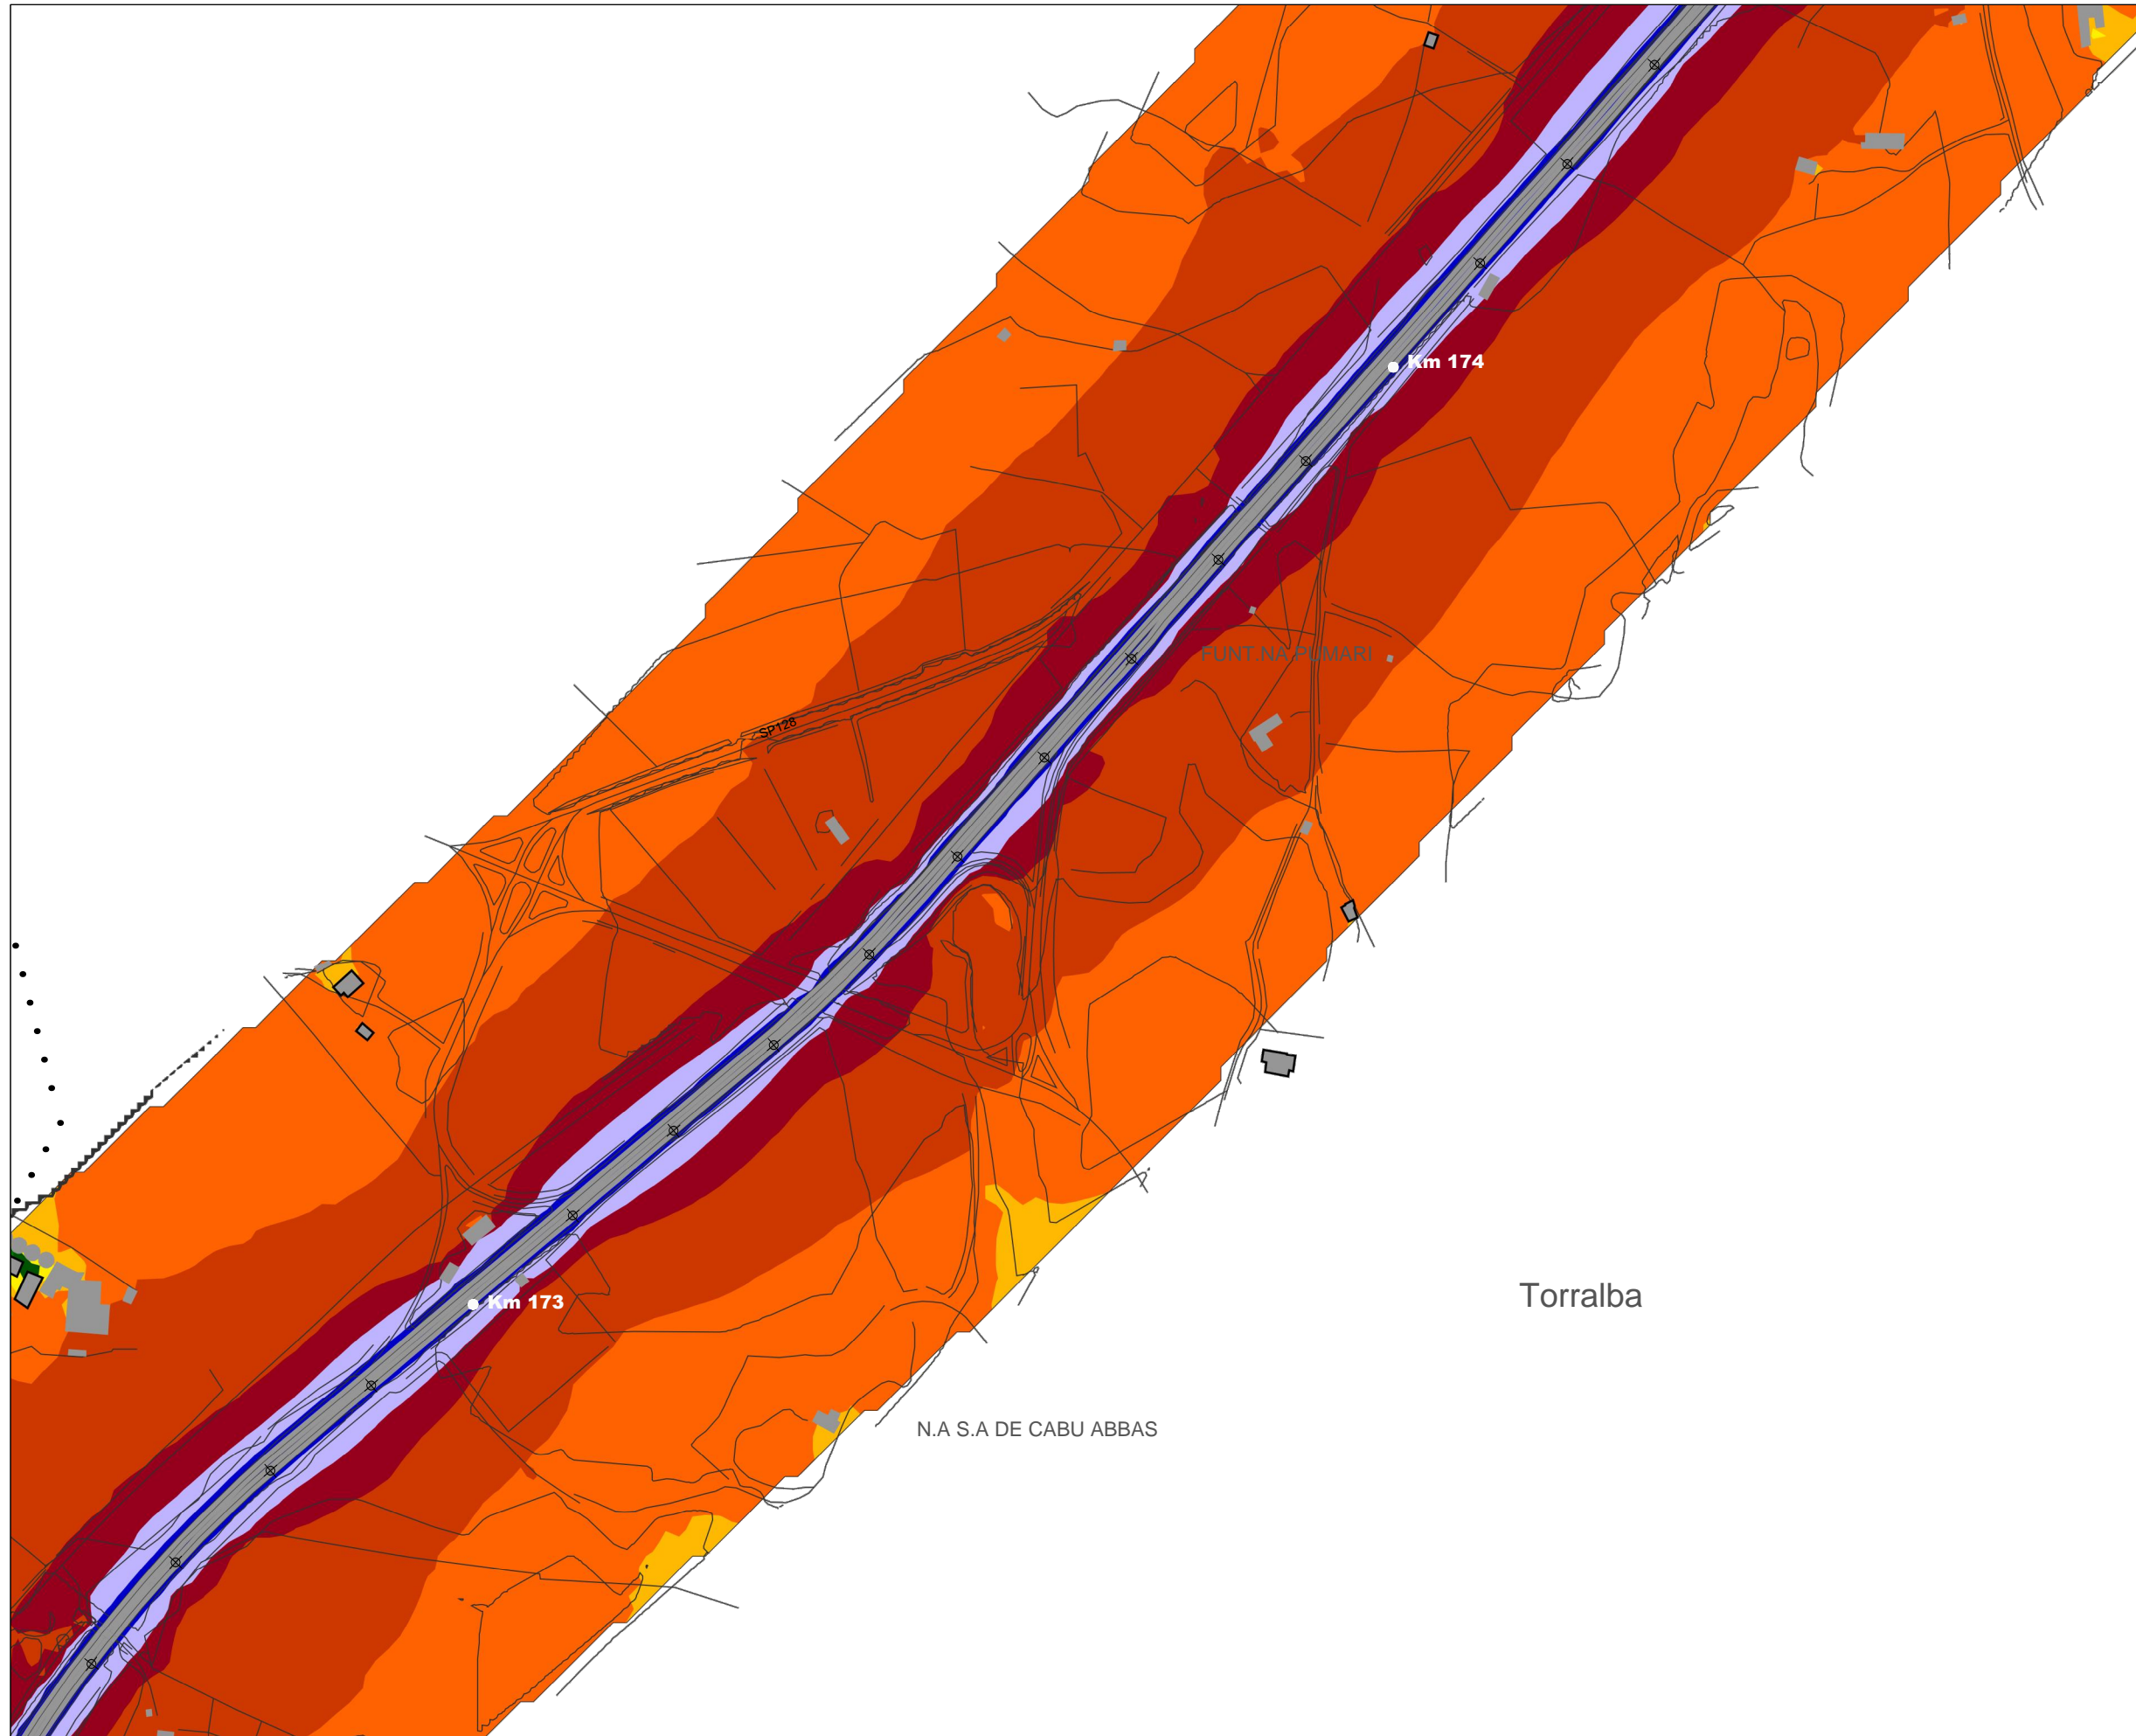 Km 174
FUNT.NA PUMARI
SP128
Km 173
Torralba
N.A S.A DE CABU ABBAS